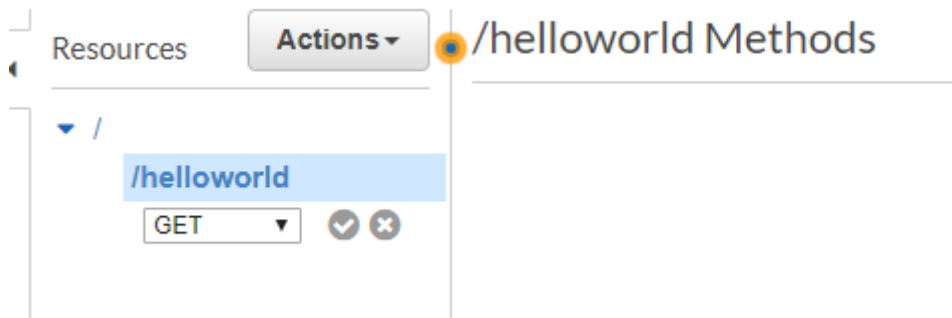 Resources
Actions
/helloworld Methods
/
/helloworld
GET